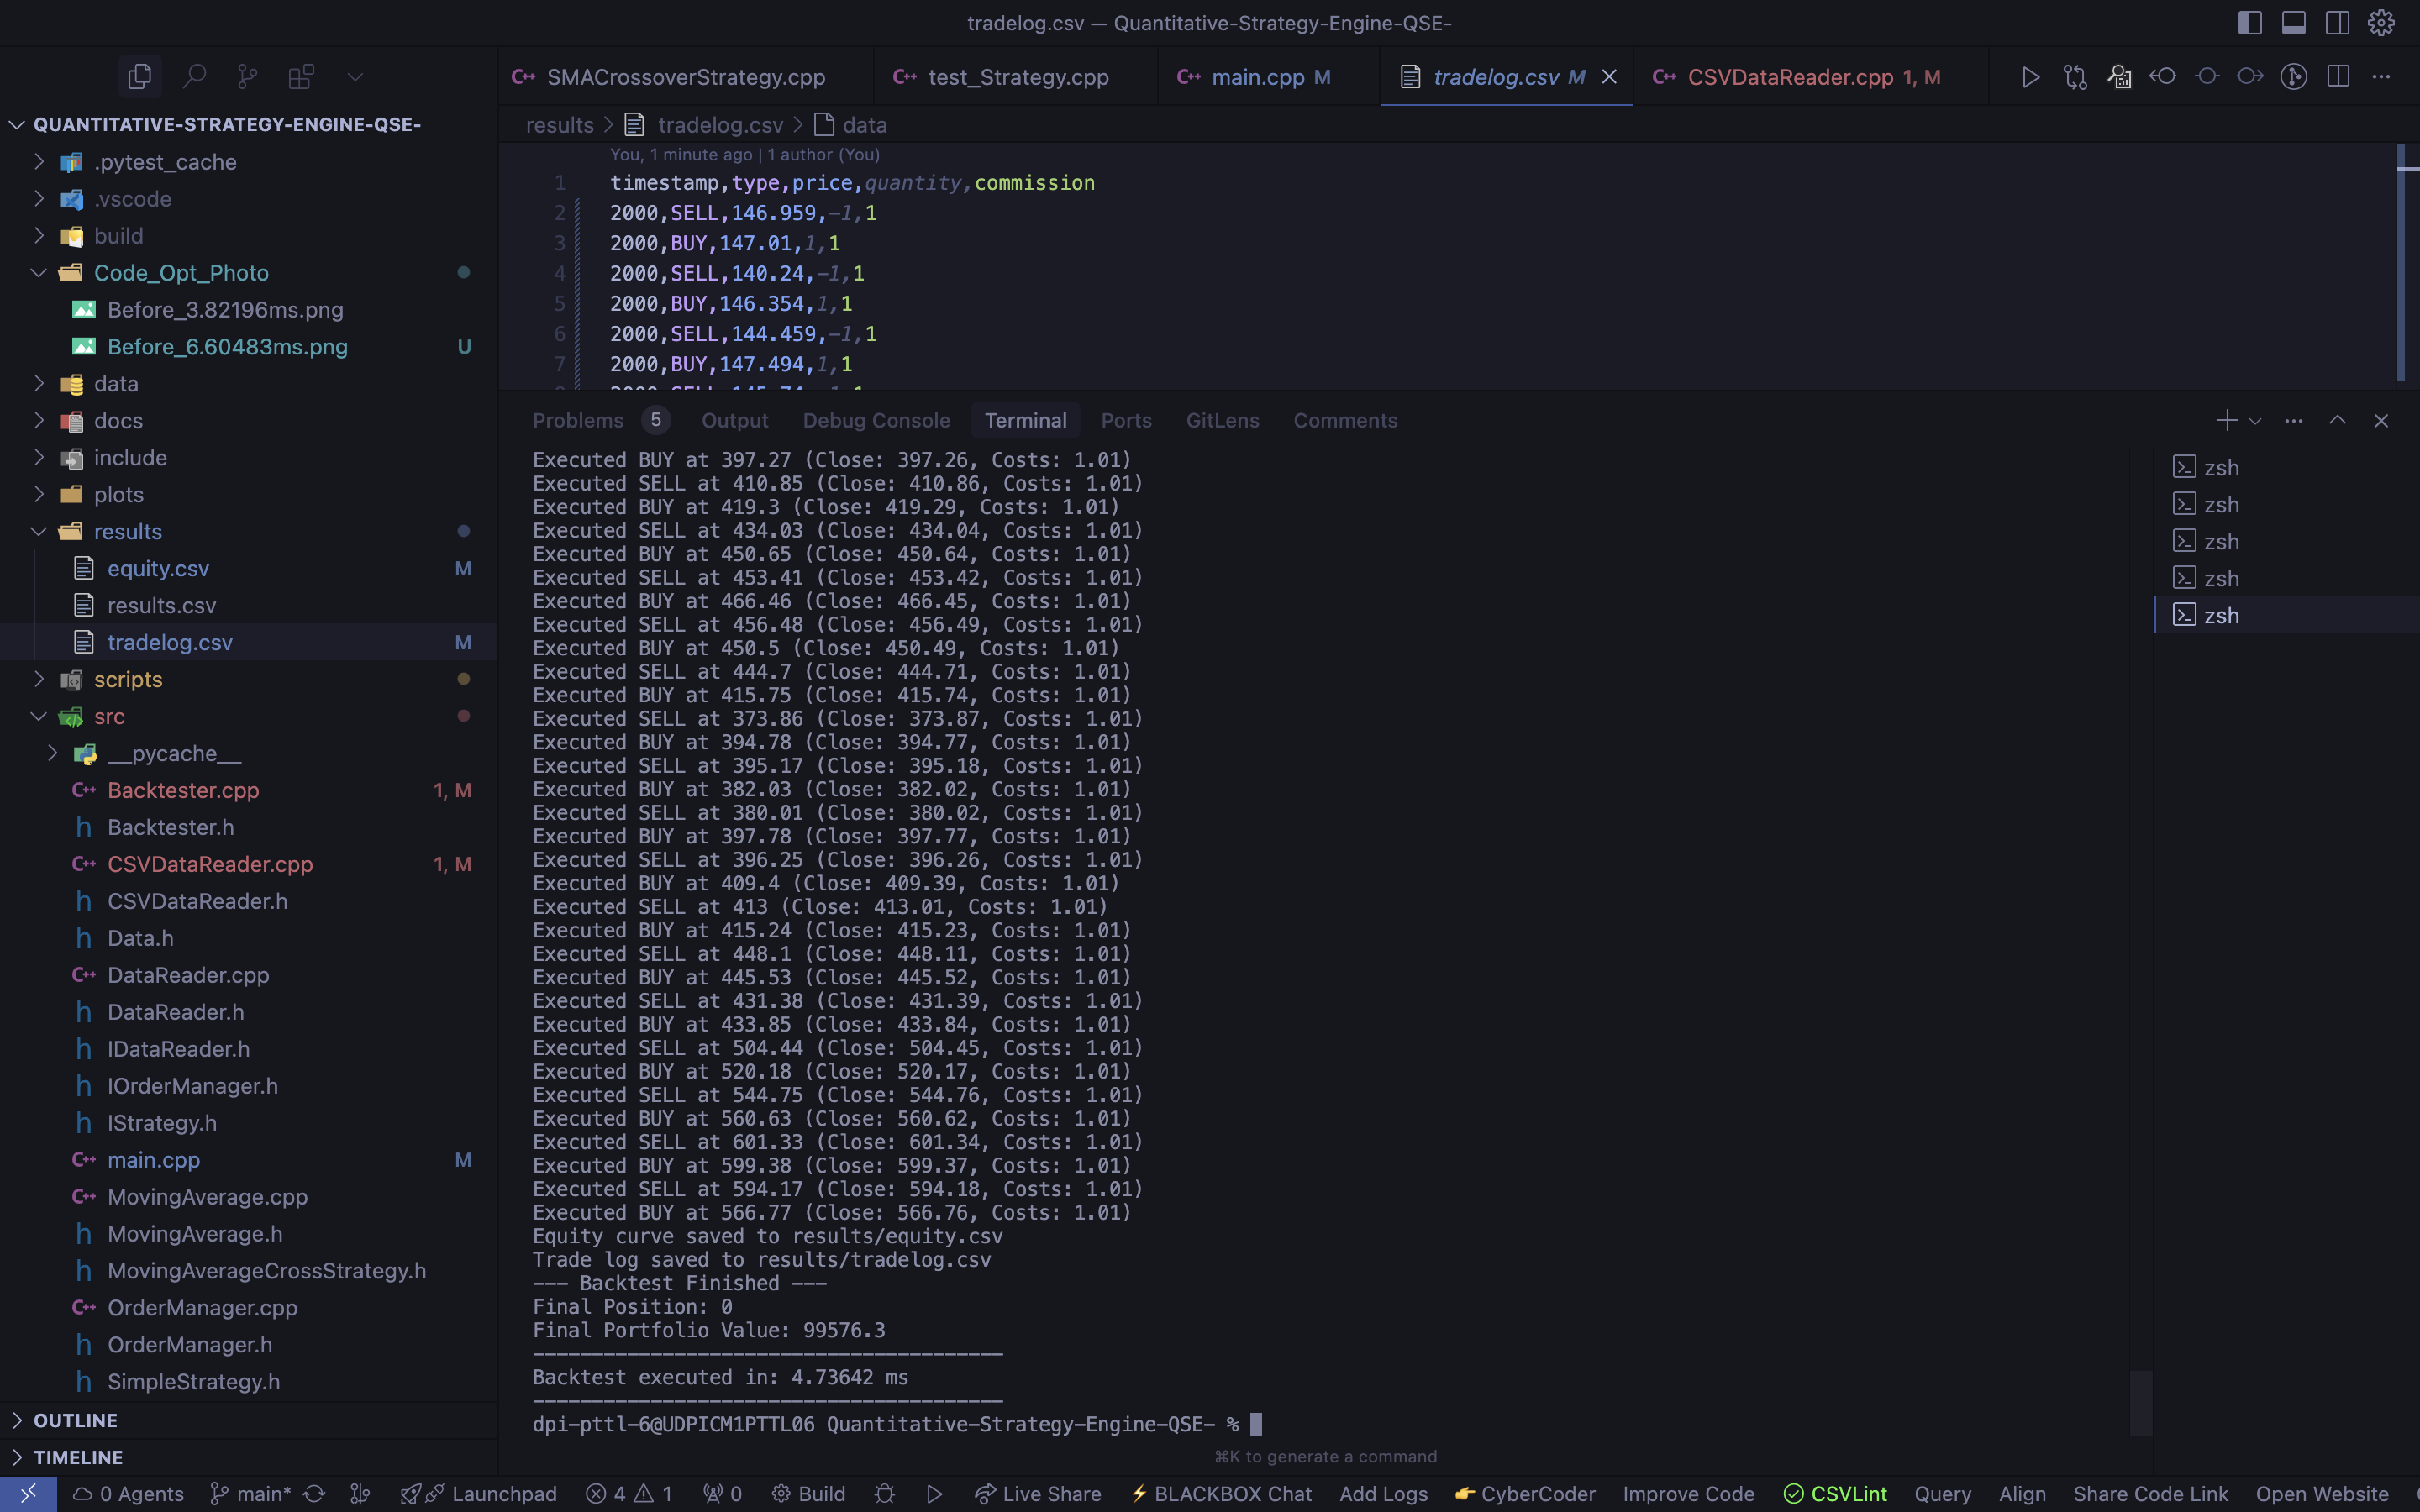 tradelog.csv — Quantitative-Strategy-Engine-QSE-
SMACrossoverStrategy.cpp
test_Strategy.cpp
main.cpp M
tradelog.csv M
CSVDataReader.cpp 1, M
QUANTITATIVE-STRATEGY-ENGINE-QSE-
.pytest_cache
.vscode
build
Code_Opt_Photo
Before_3.82196ms.png
Before_6.60483ms.png U
data
docs
include
plots
results
equity.csv M
results.csv
tradelog.csv M
scripts
src
__pycache__
Backtester.cpp 1, M
Backtester.h
CSVDataReader.cpp 1, M
CSVDataReader.h
Data.h
DataReader.cpp
DataReader.h
IDataReader.h
IOrderManager.h
IStrategy.h
main.cpp M
MovingAverage.cpp
MovingAverage.h
MovingAverageCrossStrategy.h
OrderManager.cpp
OrderManager.h
SimpleStrategy.h
OUTLINE
TIMELINE
results > tradelog.csv > data
You, 1 minute ago | 1 author (You)
1 timestamp,type,price,quantity,commission
2 2000,SELL,146.959,-1,1
3 2000,BUY,147.01,1,1
4 2000,SELL,140.24,-1,1
5 2000,BUY,146.354,1,1
6 2000,SELL,144.459,-1,1
7 2000,BUY,147.494,1,1
Problems 5 Output Debug Console Terminal Ports GitLens Comments
Executed BUY at 397.27 (Close: 397.26, Costs: 1.01)
Executed SELL at 410.85 (Close: 410.86, Costs: 1.01)
Executed BUY at 419.3 (Close: 419.29, Costs: 1.01)
Executed SELL at 434.03 (Close: 434.04, Costs: 1.01)
Executed BUY at 450.65 (Close: 450.64, Costs: 1.01)
Executed SELL at 453.41 (Close: 453.42, Costs: 1.01)
Executed BUY at 466.46 (Close: 466.45, Costs: 1.01)
Executed SELL at 456.48 (Close: 456.49, Costs: 1.01)
Executed BUY at 450.5 (Close: 450.49, Costs: 1.01)
Executed SELL at 444.7 (Close: 444.71, Costs: 1.01)
Executed BUY at 415.75 (Close: 415.74, Costs: 1.01)
Executed SELL at 373.86 (Close: 373.87, Costs: 1.01)
Executed BUY at 394.78 (Close: 394.77, Costs: 1.01)
Executed SELL at 395.17 (Close: 395.18, Costs: 1.01)
Executed BUY at 382.03 (Close: 382.02, Costs: 1.01)
Executed SELL at 380.01 (Close: 380.02, Costs: 1.01)
Executed BUY at 397.78 (Close: 397.77, Costs: 1.01)
Executed SELL at 396.25 (Close: 396.26, Costs: 1.01)
Executed BUY at 409.4 (Close: 409.39, Costs: 1.01)
Executed SELL at 413 (Close: 413.01, Costs: 1.01)
Executed BUY at 415.24 (Close: 415.23, Costs: 1.01)
Executed SELL at 448.1 (Close: 448.11, Costs: 1.01)
Executed BUY at 445.53 (Close: 445.52, Costs: 1.01)
Executed SELL at 431.38 (Close: 431.39, Costs: 1.01)
Executed BUY at 433.85 (Close: 433.84, Costs: 1.01)
Executed SELL at 504.44 (Close: 504.45, Costs: 1.01)
Executed BUY at 520.18 (Close: 520.17, Costs: 1.01)
Executed SELL at 544.75 (Close: 544.76, Costs: 1.01)
Executed BUY at 560.63 (Close: 560.62, Costs: 1.01)
Executed SELL at 601.33 (Close: 601.34, Costs: 1.01)
Executed BUY at 599.38 (Close: 599.37, Costs: 1.01)
Executed SELL at 594.17 (Close: 594.18, Costs: 1.01)
Executed BUY at 566.77 (Close: 566.76, Costs: 1.01)
Equity curve saved to results/equity.csv
Trade log saved to results/tradelog.csv
--- Backtest Finished ---
Final Position: 0
Final Portfolio Value: 99576.3
----------------------------------------
Backtest executed in: 4.73642 ms
----------------------------------------
dpi-pttl-6@UDPICM1PTTL06 Quantitative-Strategy-Engine-QSE- %
⌘K to generate a command
zsh
zsh
zsh
zsh
zsh
0 Agents main* Launchpad 4 1 0 Build Live Share BLACKBOX Chat Add Logs CyberCoder Improve Code CSVLint Query Align Share Code Link Open Website